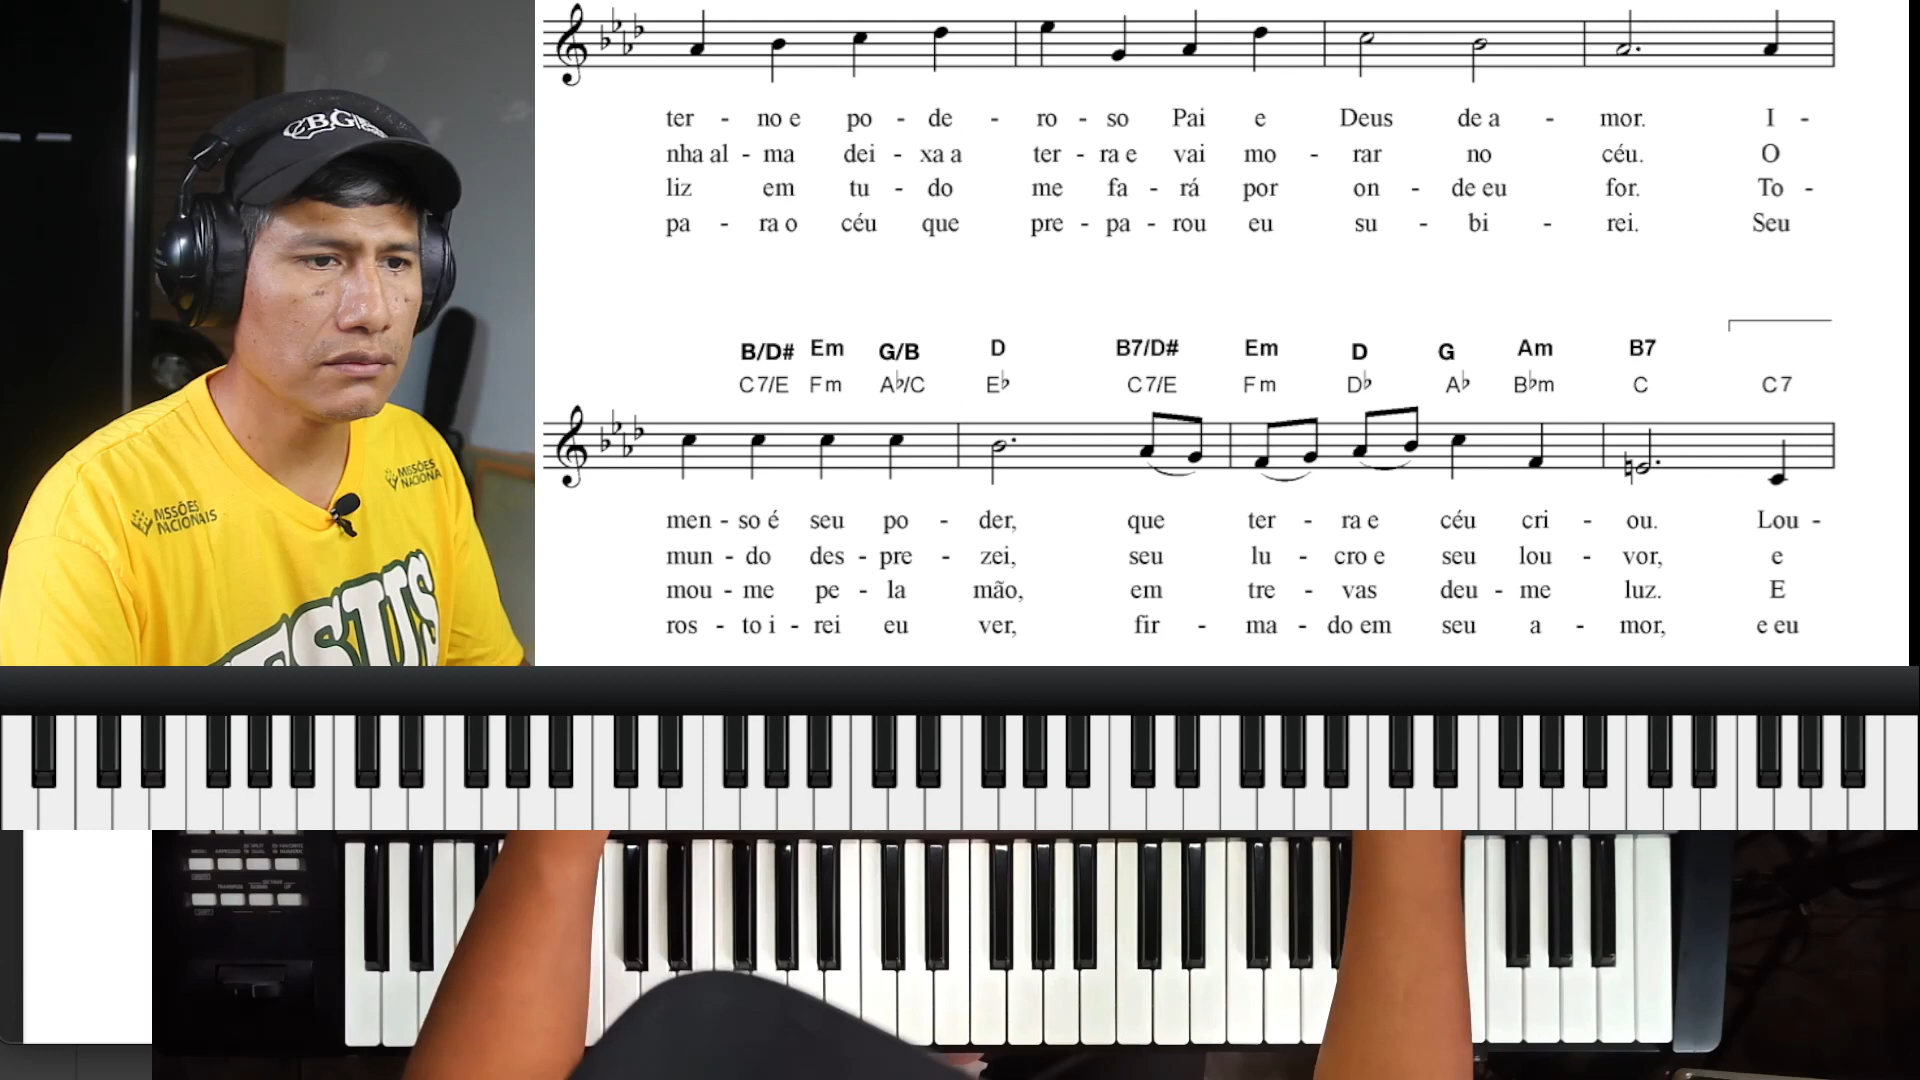 ter - no e po - de - ro - so Pai e Deus de a - mor. I -
nha al - ma dei - xa a ter - ra e vai mo - rar no céu. O
liz em tu - do me fa - rá por on - de eu for. To -
pa - ra o céu que pre - pa - rou eu su - bi - rei. Seu
B/D# Em G/B D B7/D# Em D G Am B7
C7/E Fm A♭/C E♭ C7/E Fm D♭ A♭ B♭m C C7
men - so é seu po - der, que ter - ra e céu cri - ou. Lou -
mun - do des - pre - zei, seu lu - cro e seu lou - vor, e
mou - me pe - la mão, em tre - vas deu - me luz. E
ros - to i - rei eu ver, fir - ma - do em seu a - mor, e eu
CBG
MISSÕES
NACIONAIS
MISSÕES
NACIONA
ESUS